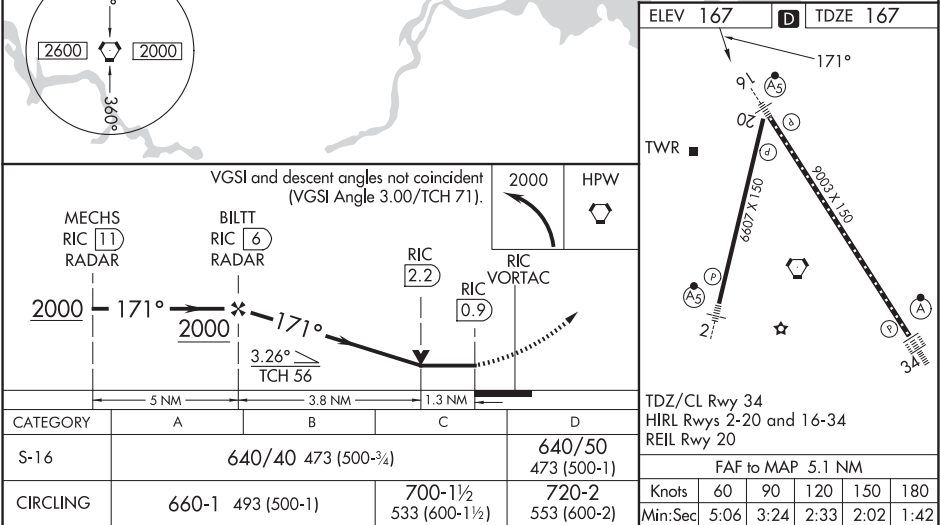 2600
2000
360°
VGSI and descent angles not coincident
(VGSI Angle 3.00/TCH 71).
2000
HPW
MECHS
RIC 11
RADAR
BILTT
RIC 6
RADAR
RIC
2.2
RIC
0.9
RIC
VORTAC
2000
171°
2000
171°
3.26°
TCH 56
5 NM
3.8 NM
1.3 NM
CATEGORY A B C D
S-16 640/40 473 (500-¾) 640/50 473 (500-1)
CIRCLING 660-1 493 (500-1) 700-1½ 533 (600-1½) 720-2 553 (600-2)
ELEV 167 D TDZE 167
171°
16
A5
20
P
P
TWR
6607 X 150
9003 X 150
P
A5
2
A
P
34
TDZ/CL Rwy 34
HIRL Rwys 2-20 and 16-34
REIL Rwy 20
FAF to MAP 5.1 NM
Knots 60 90 120 150 180
Min:Sec 5:06 3:24 2:33 2:02 1:42